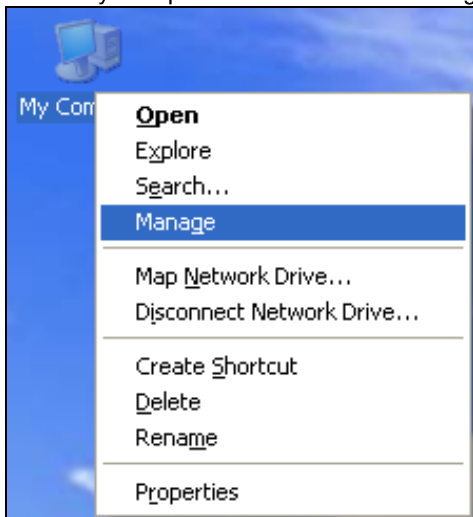 My Com
Open
Explore
Search...
Manage
Map Network Drive...
Disconnect Network Drive...
Create Shortcut
Delete
Rename
Properties